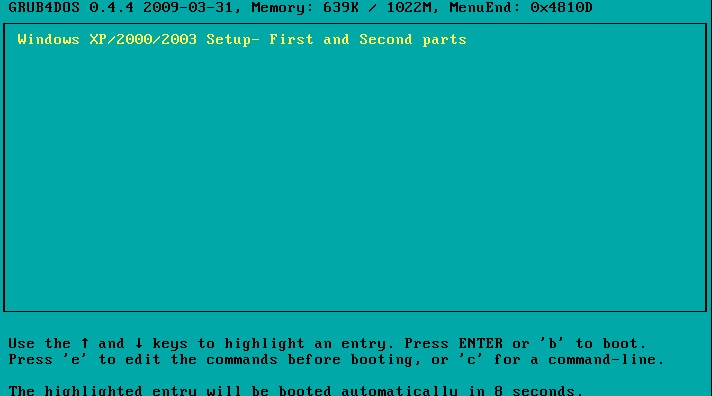 GRUB4DOS 0.4.4 2009-03-31, Memory: 639K / 1022M, MenuEnd: 0x4810D
Windows XP/2000/2003 Setup- First and Second parts
Use the ↑ and ↓ keys to highlight an entry. Press ENTER or 'b' to boot.
Press 'e' to edit the commands before booting, or 'c' for a command-line.
The highlighted entry will be booted automatically in 8 seconds.